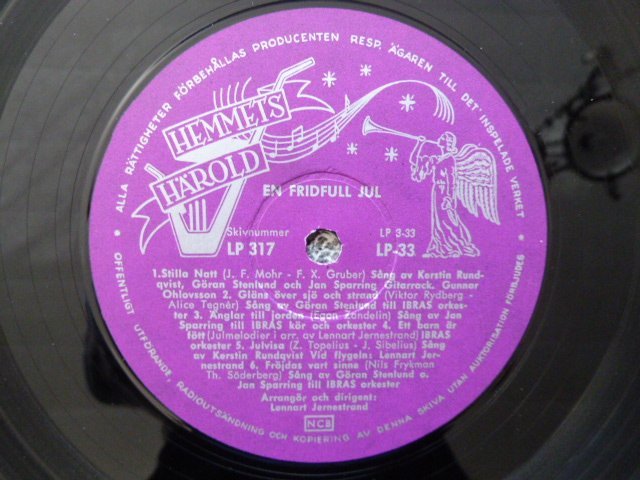 ALLA RÄTTIGHETER FÖRBEHÅLLAS PRODUCENTEN RESP. ÄGAREN TILL DET INSPELADE VERKET
HEMMETS
HÄROLD
EN FRIDFULL JUL
Skivnummer
LP 317
LP 3-33
LP-33
1.Stilla Natt (J. F. Mohr - F. X. Gruber) Sång av Kerstin Rund-
qvist, Göran Stenlund och Jan Sparring Gitarrack. Gunnar
Ohlovsson 2. Gläns över sjö och strand (Viktor Rydberg -
Alice Tegnér) Sång av Göran Stenlund till IBRAS orkes-
ter 3. Änglar till jorden (Egon Zandelin) Sång av Jan
Sparring till IBRAS kör och orkester 4. Ett barn är
fött (Julmelodier i arr. av Lennart Jernestrand) IBRAS
orkester 5. Julvisa (Z. Topelius - J. Sibelius) Sång
av Kerstin Rundqvist Vid flygeln: Lennart Jer-
nestrand 6. Fröjdas vart sinne (Nils Frykman
Th. Söderberg) Sång av Göran Stenlund o.
Jan Sparring till IBRAS orkester
Arrangör och dirigent:
Lennart Jernestrand
NCB
OFFENTLIGT UTFÖRANDE, RADIOUTSÄNDNING OCH KOPIERING AV DENNA SKIVA UTAN AUKTORISATION FÖRBJUDES